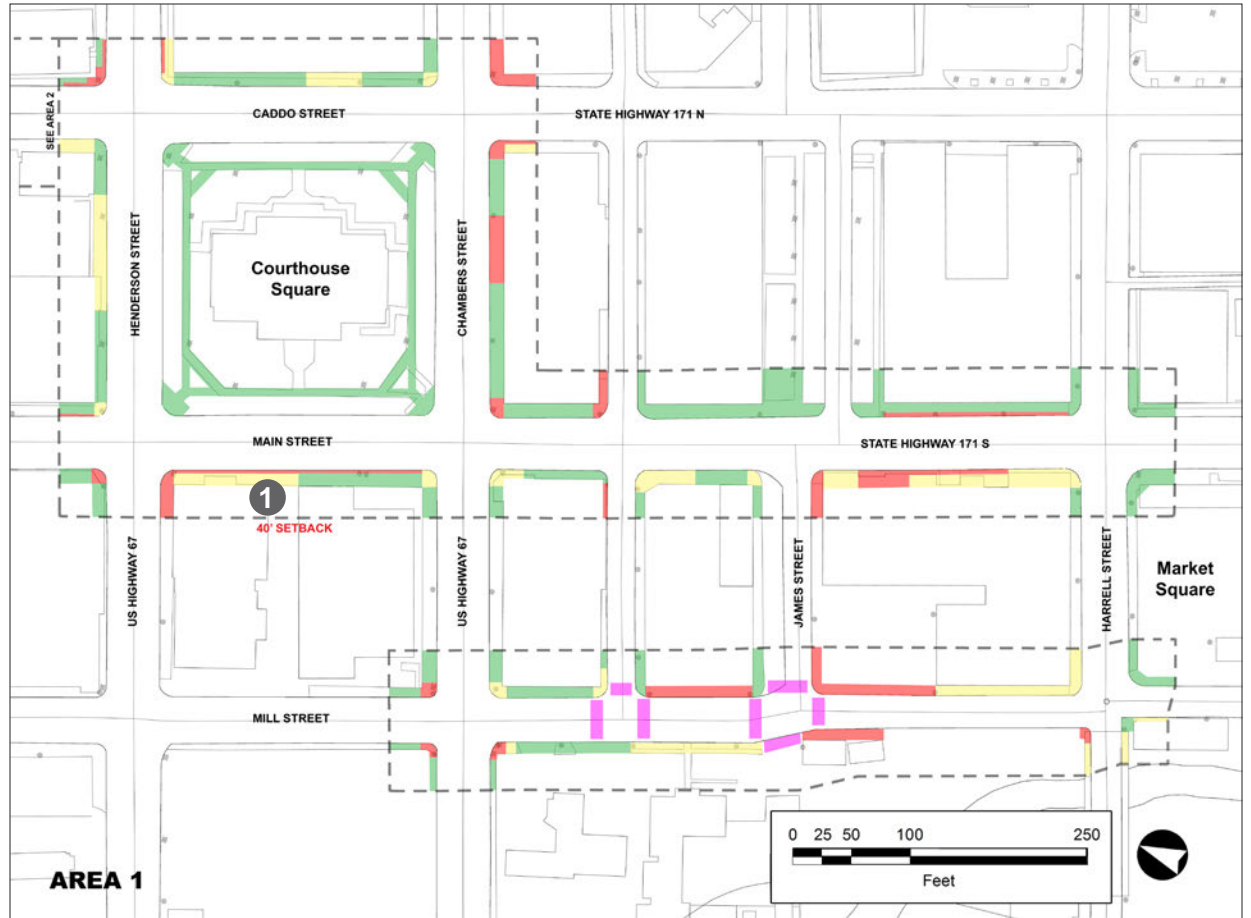 SEE AREA 2
CADDO STREET
STATE HIGHWAY 171 N
HENDERSON STREET
Courthouse
Square
CHAMBERS STREET
MAIN STREET
STATE HIGHWAY 171 S
1
40' SETBACK
US HIGHWAY 67
US HIGHWAY 67
JAMES STREET
HARRELL STREET
Market
Square
MILL STREET
0 25 50 100 250
Feet
AREA 1